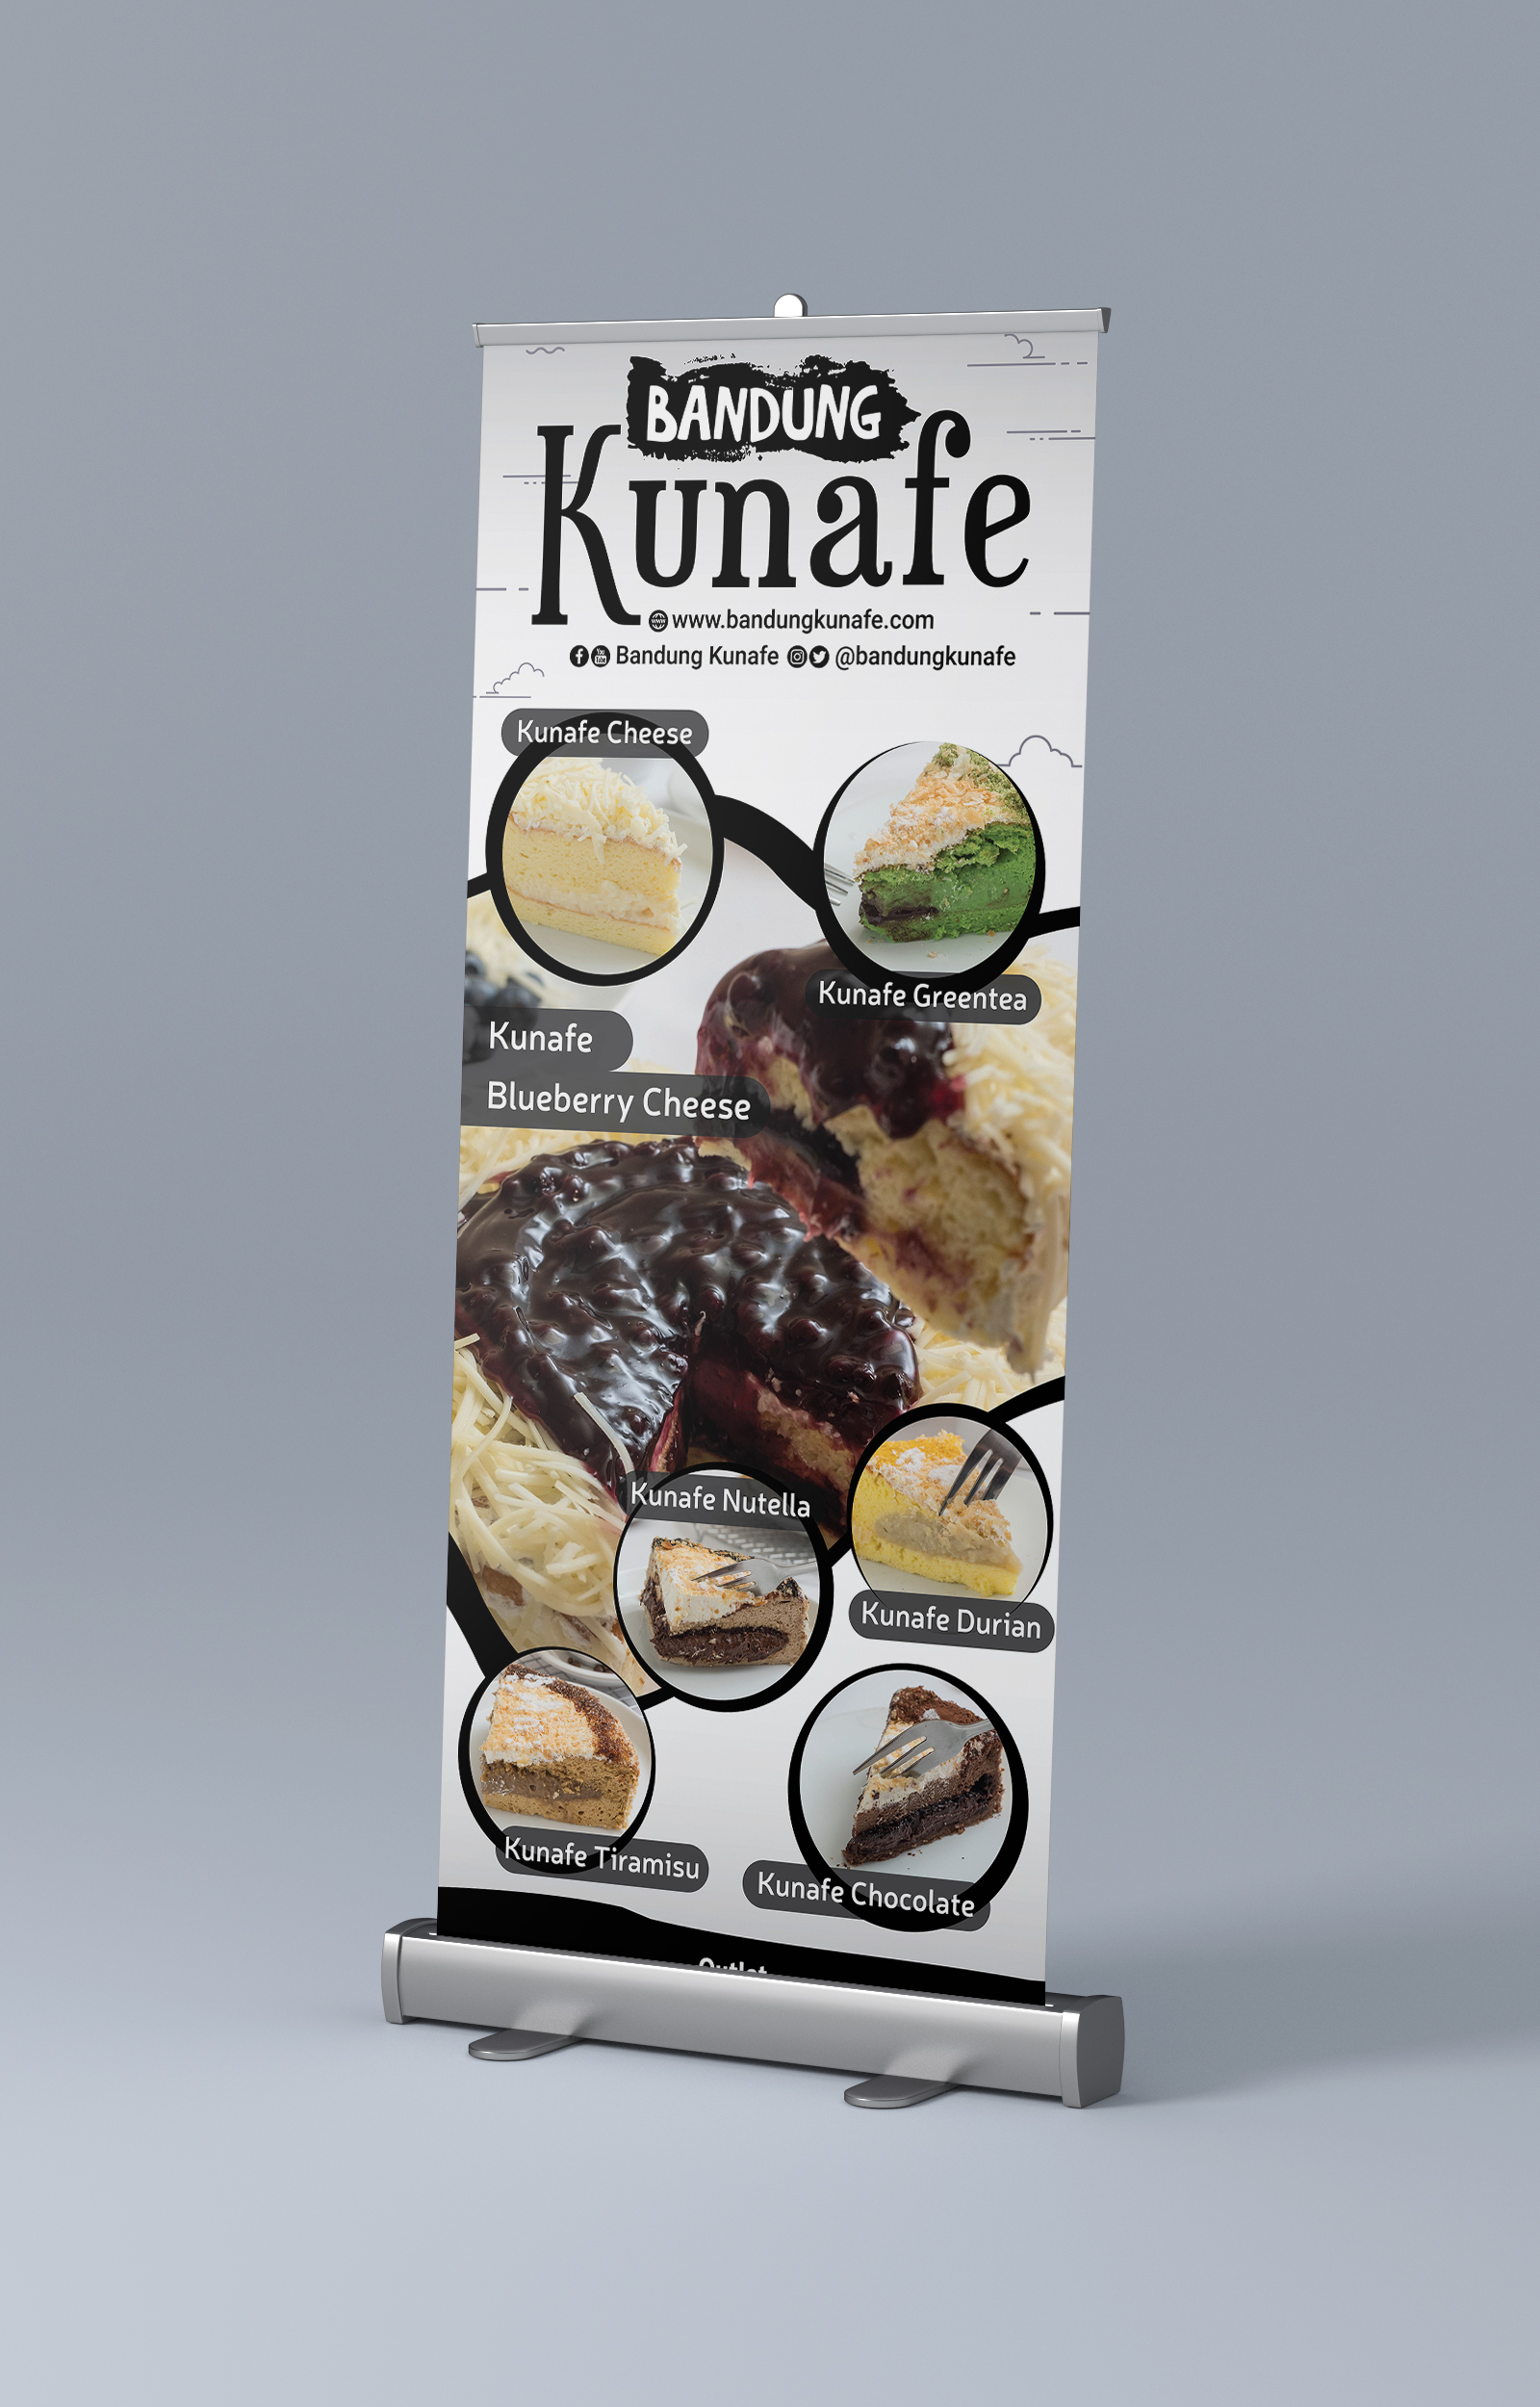 BANDUNG
Kunafe
www.bandungkunafe.com
Bandung Kunafe @bandungkunafe
Kunafe Cheese
Kunafe Greentea
Kunafe
Blueberry Cheese
Kunafe Nutella
Kunafe Durian
Kunafe Tiramisu
Kunafe Chocolate
Outlet